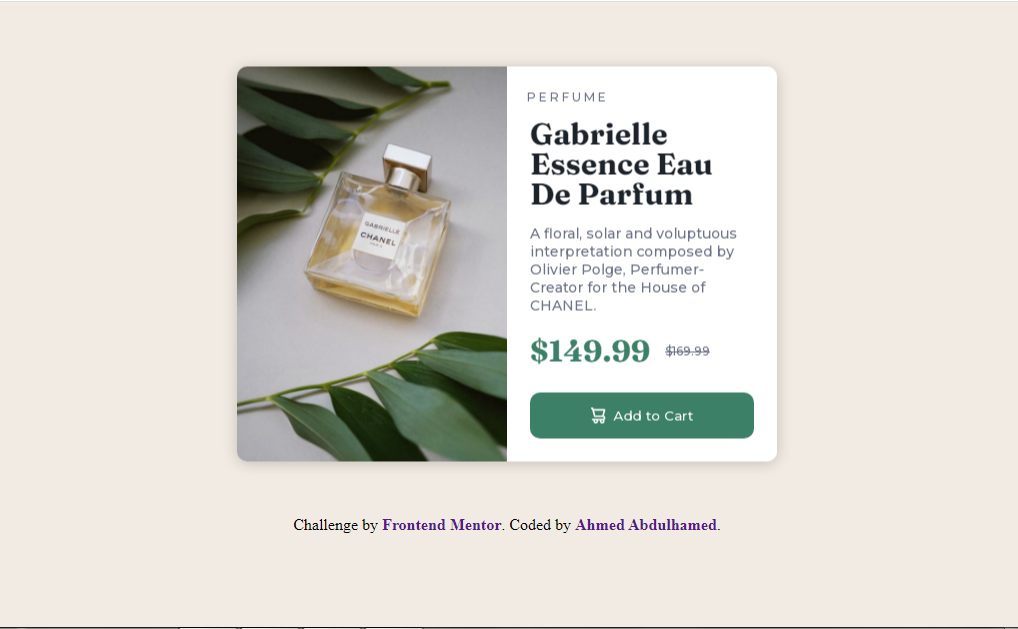 PERFUME
Gabrielle
Essence Eau
De Parfum
A floral, solar and voluptuous
interpretation composed by
Olivier Polge, Perfumer-
Creator for the House of
CHANEL.
$149.99 $169.99
Add to Cart
GABRIELLE
CHANEL
PARIS
Challenge by Frontend Mentor. Coded by Ahmed Abdulhamed.